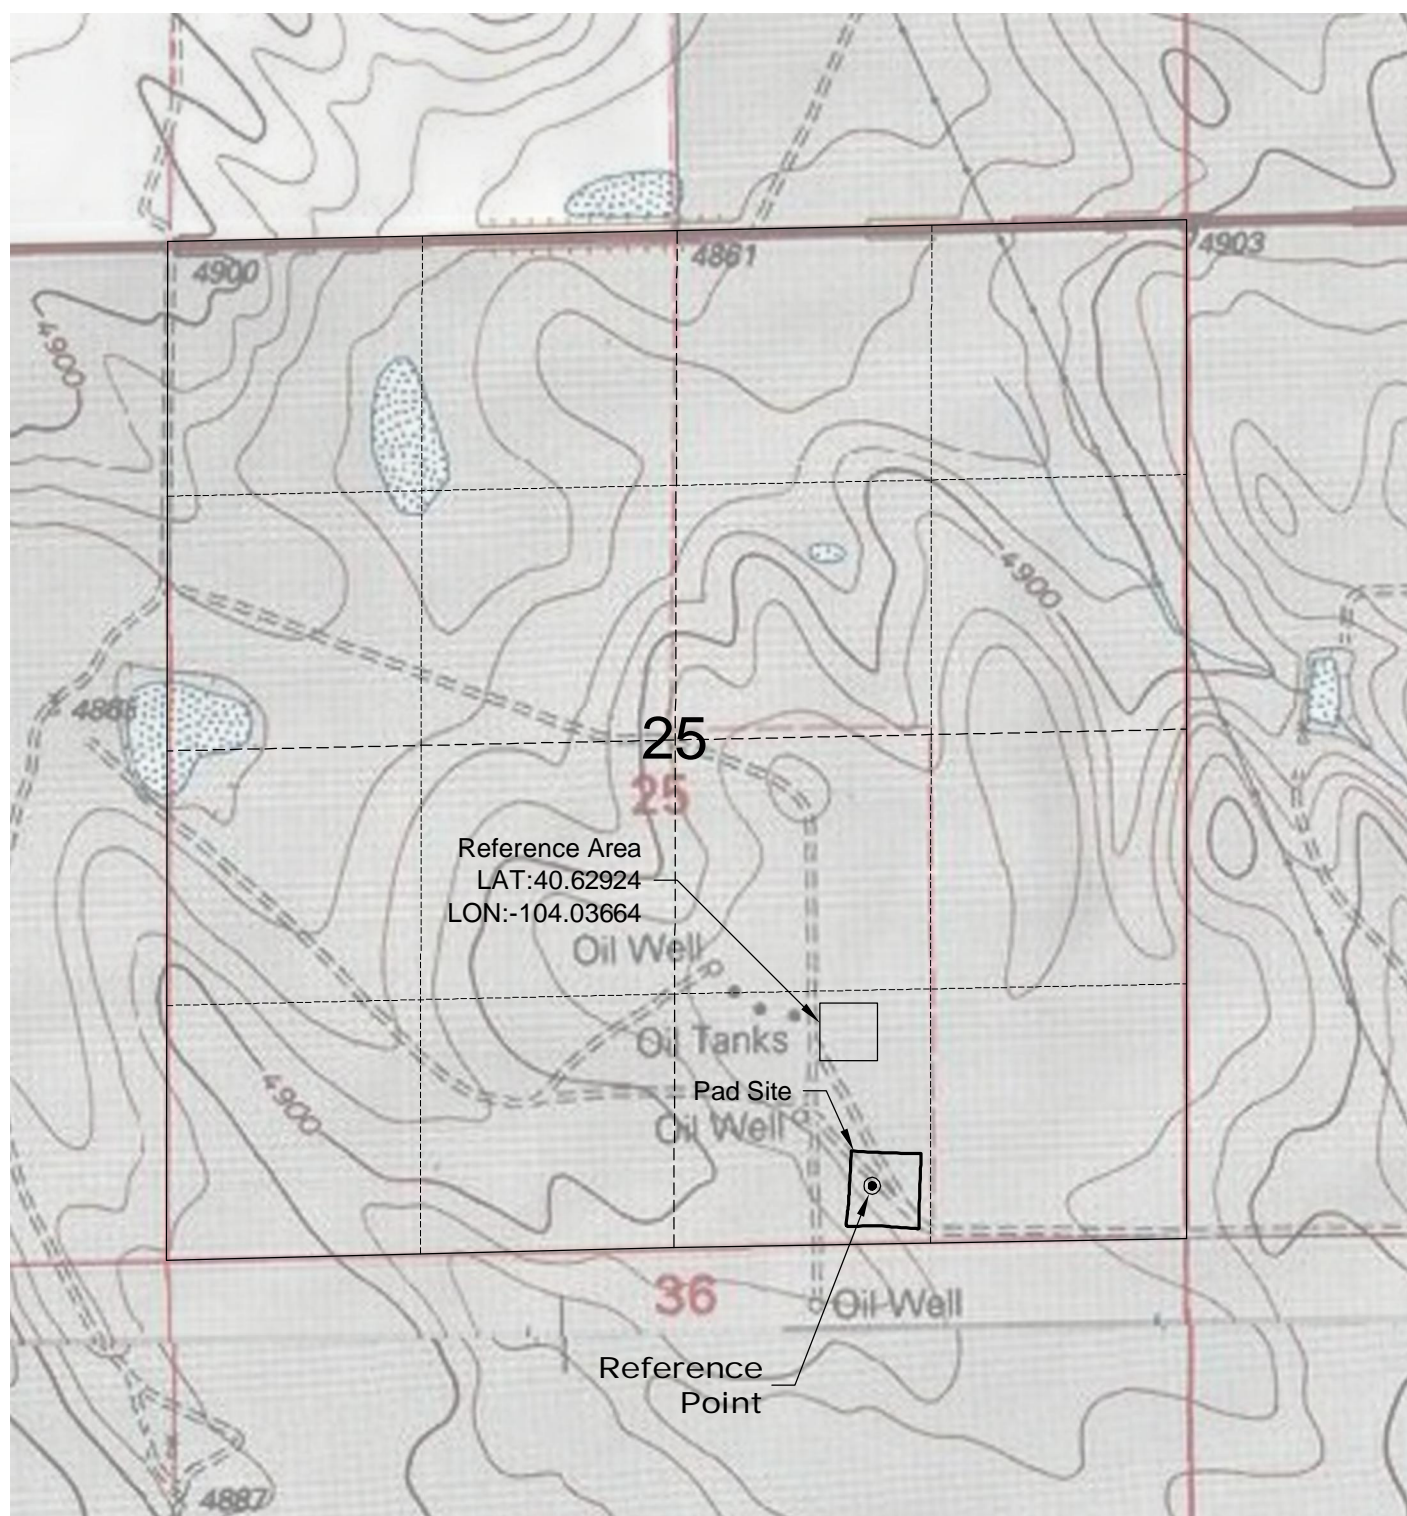 4900
4861
4903
4900
4900
4865
25
25
Reference Area
LAT:40.62924
LON:-104.03664
Oil Well
Oil Tanks
Pad Site
4900
Oil Well
36
Oil Well
Reference
Point
4887